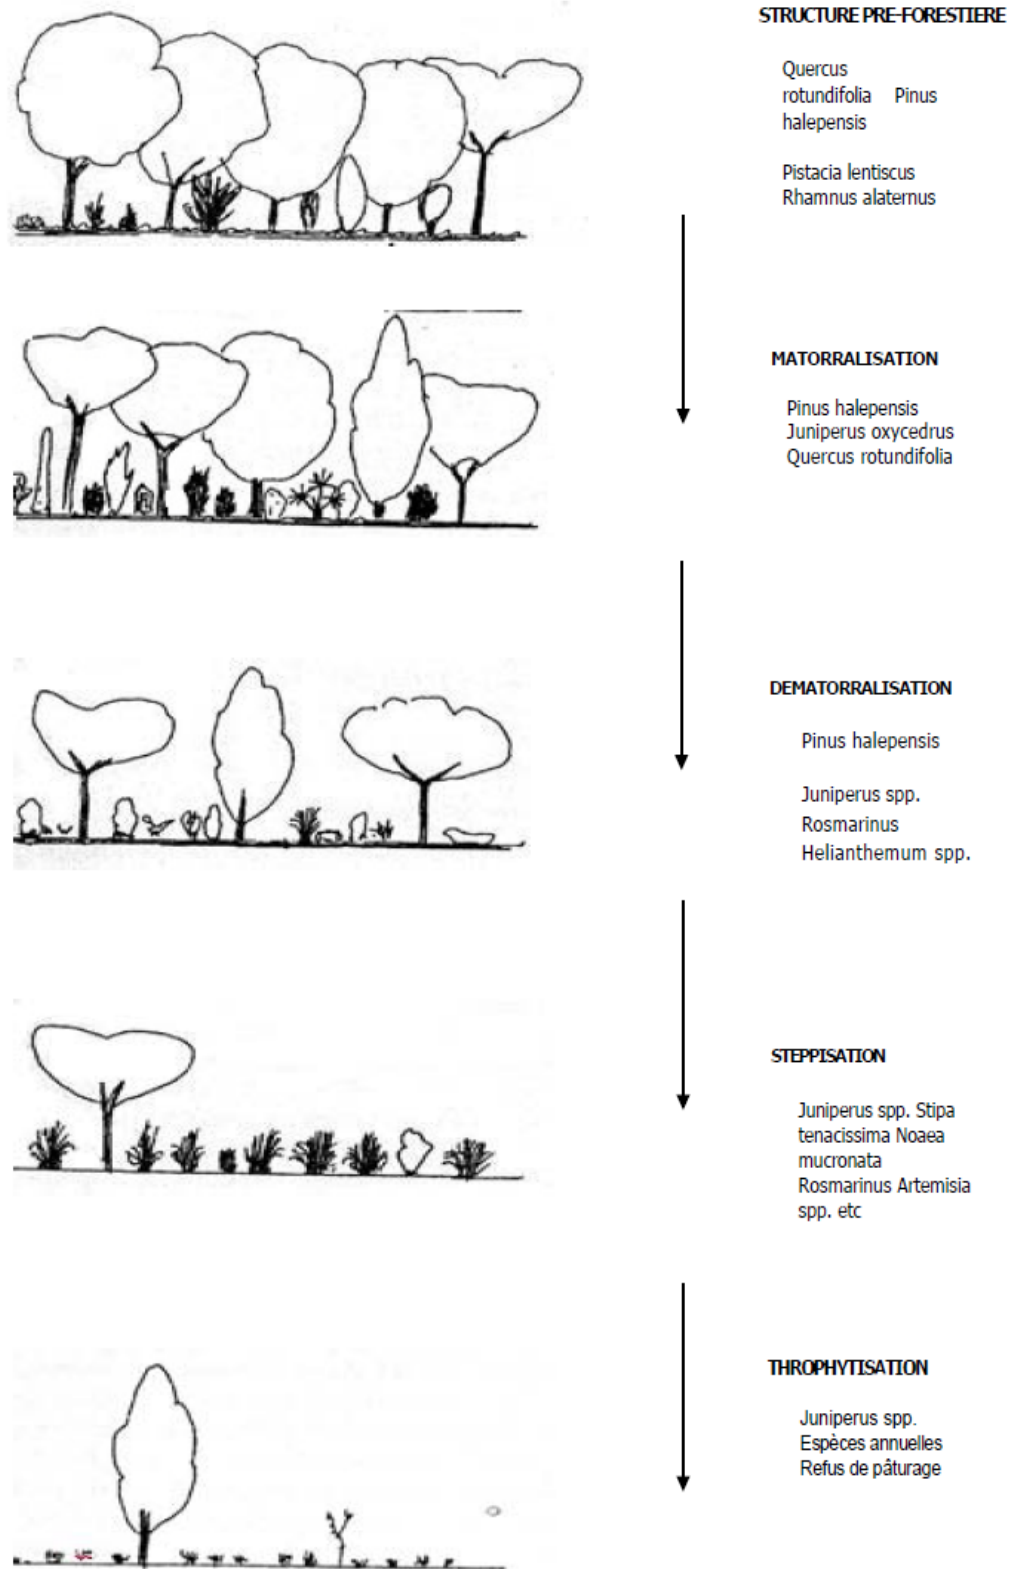 STRUCTURE PRE-FORESTIERE
Quercus
rotundifolia Pinus
halepensis
Pistacia lentiscus
Rhamnus alaternus
MATORRALISATION
Pinus halepensis
Juniperus oxycedrus
Quercus rotundifolia
DEMATORRALISATION
Pinus halepensis
Juniperus spp.
Rosmarinus
Helianthemum spp.
STEPPISATION
Juniperus spp. Stipa
tenacissima Noaea
mucronata
Rosmarinus Artemisia
spp. etc
THROPHYTISATION
Juniperus spp.
Espèces annuelles
Refus de pâturage